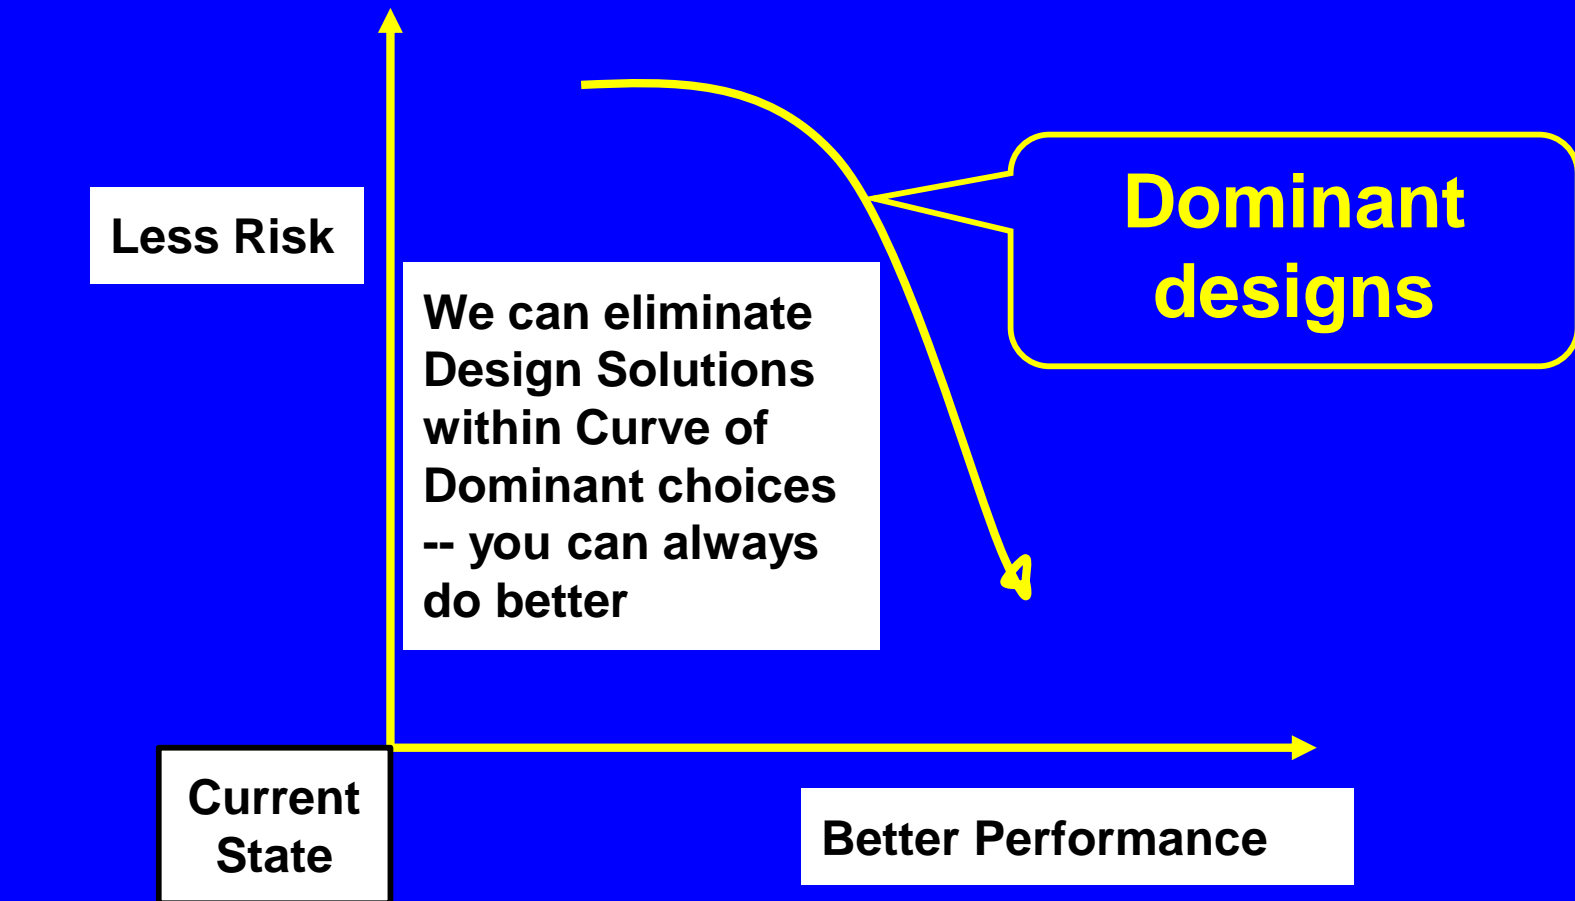 Less Risk
Dominant
designs
We can eliminate
Design Solutions
within Curve of
Dominant choices
-- you can always
do better
Current
State
Better Performance